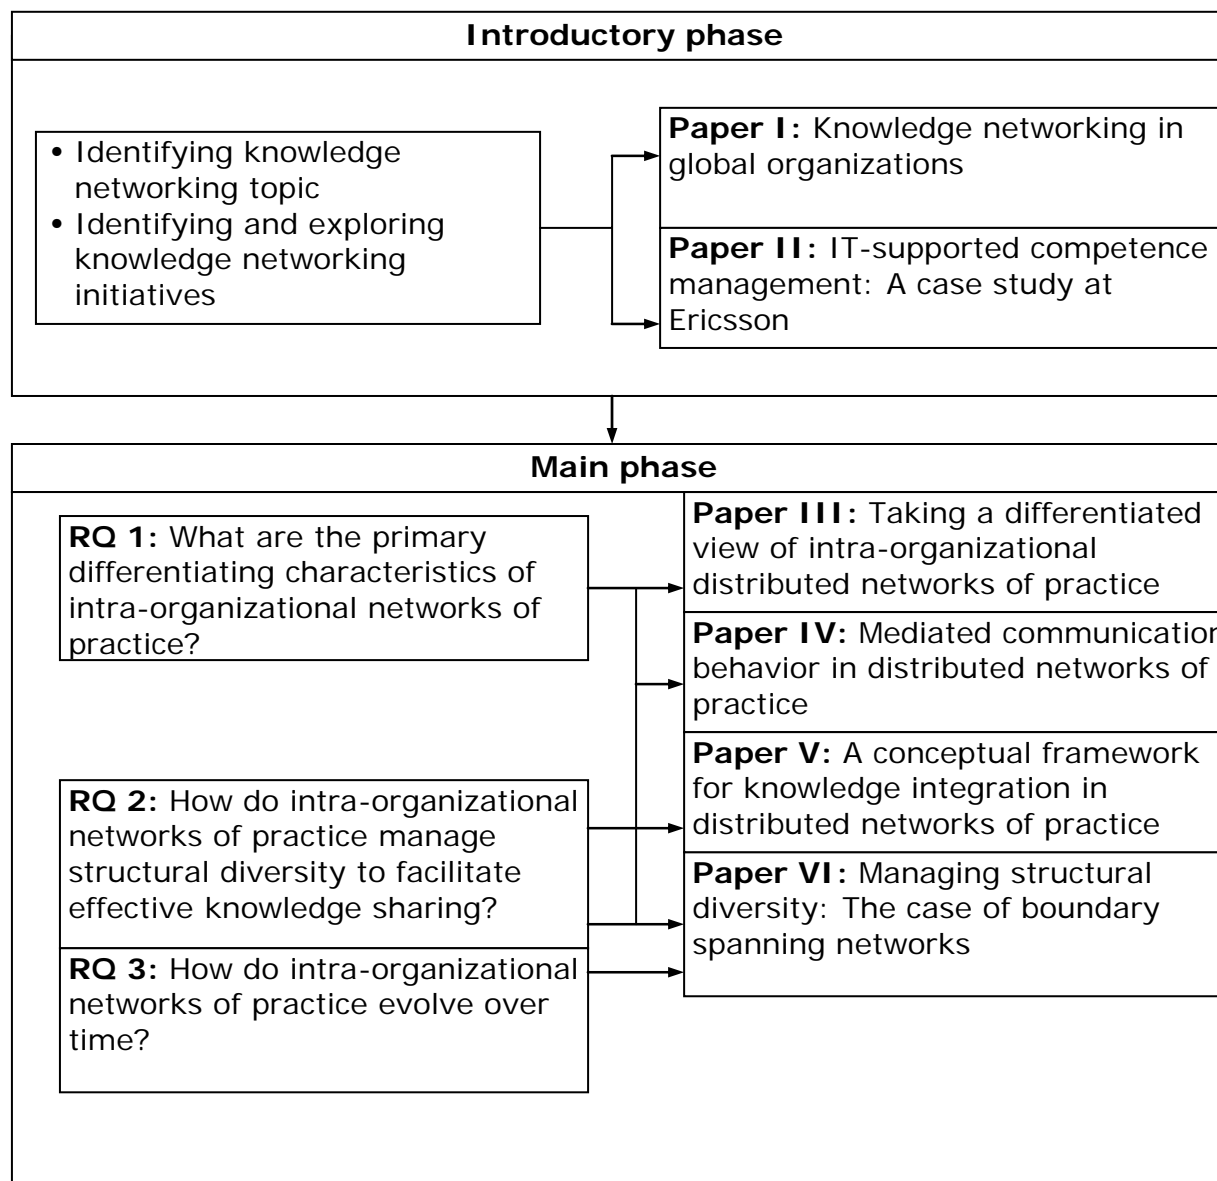 Introductory phase
• Identifying knowledge
networking topic
• Identifying and exploring
knowledge networking
initiatives
Paper I: Knowledge networking in
global organizations
Paper II: IT-supported competence
management: A case study at
Ericsson
Main phase
RQ 1: What are the primary
differentiating characteristics of
intra-organizational networks of
practice?
RQ 2: How do intra-organizational
networks of practice manage
structural diversity to facilitate
effective knowledge sharing?
RQ 3: How do intra-organizational
networks of practice evolve over
time?
Paper III: Taking a differentiated
view of intra-organizational
distributed networks of practice
Paper IV: Mediated communication
behavior in distributed networks of
practice
Paper V: A conceptual framework
for knowledge integration in
distributed networks of practice
Paper VI: Managing structural
diversity: The case of boundary
spanning networks